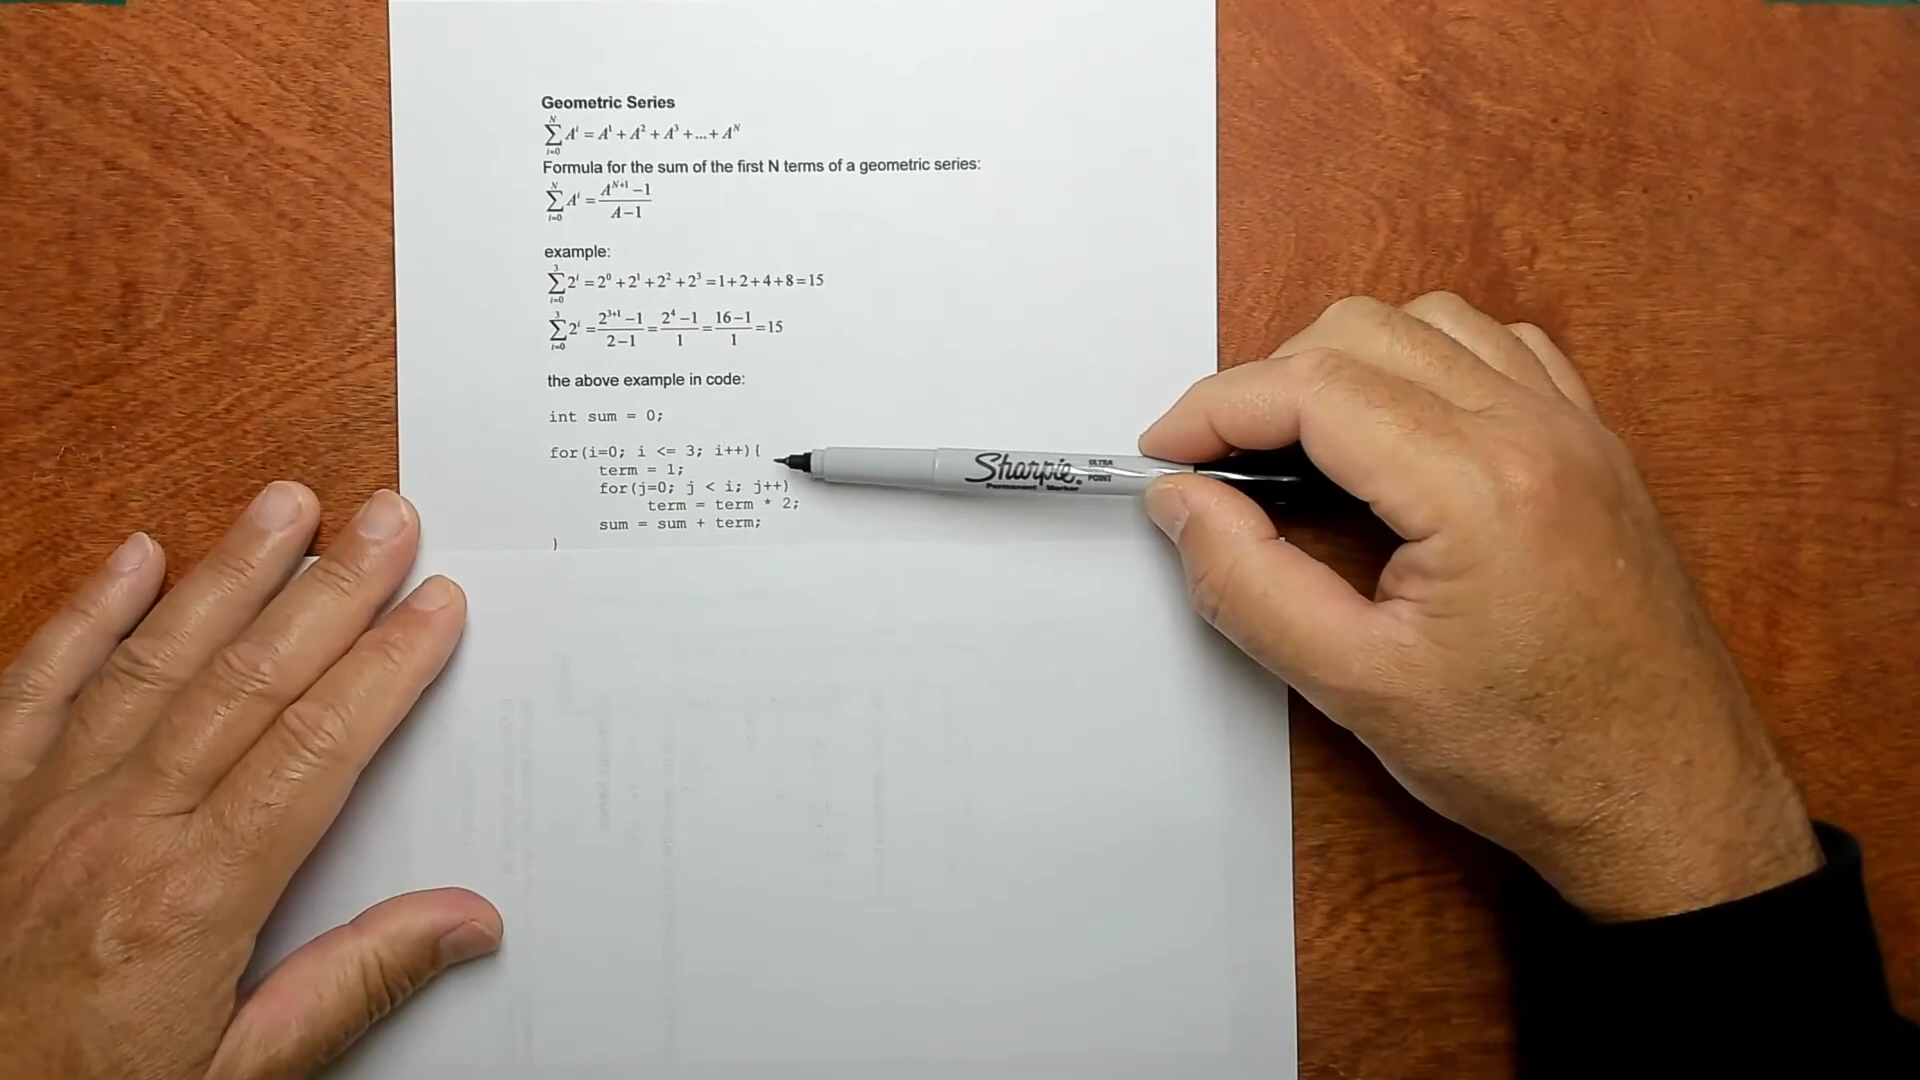 Geometric Series
∑_{i=0}^{N} A^i = A^1 + A^2 + A^3 + ... + A^N
Formula for the sum of the first N terms of a geometric series:
∑_{i=0}^{N} A^i = (A^{N+1} − 1) / (A − 1)
example:
∑_{i=0}^{3} 2^i = 2^0 + 2^1 + 2^2 + 2^3 = 1 + 2 + 4 + 8 = 15
∑_{i=0}^{3} 2^i = (2^{3+1} − 1) / (2 − 1) = (2^4 − 1) / 1 = (16 − 1) / 1 = 15
the above example in code:
int sum = 0;
for(i=0; i <= 3; i++){
term = 1;
for(j=0; j < i; j++)
term = term * 2;
sum = sum + term;
}
Sharpie.
Permanent Marker
ULTRA
POINT